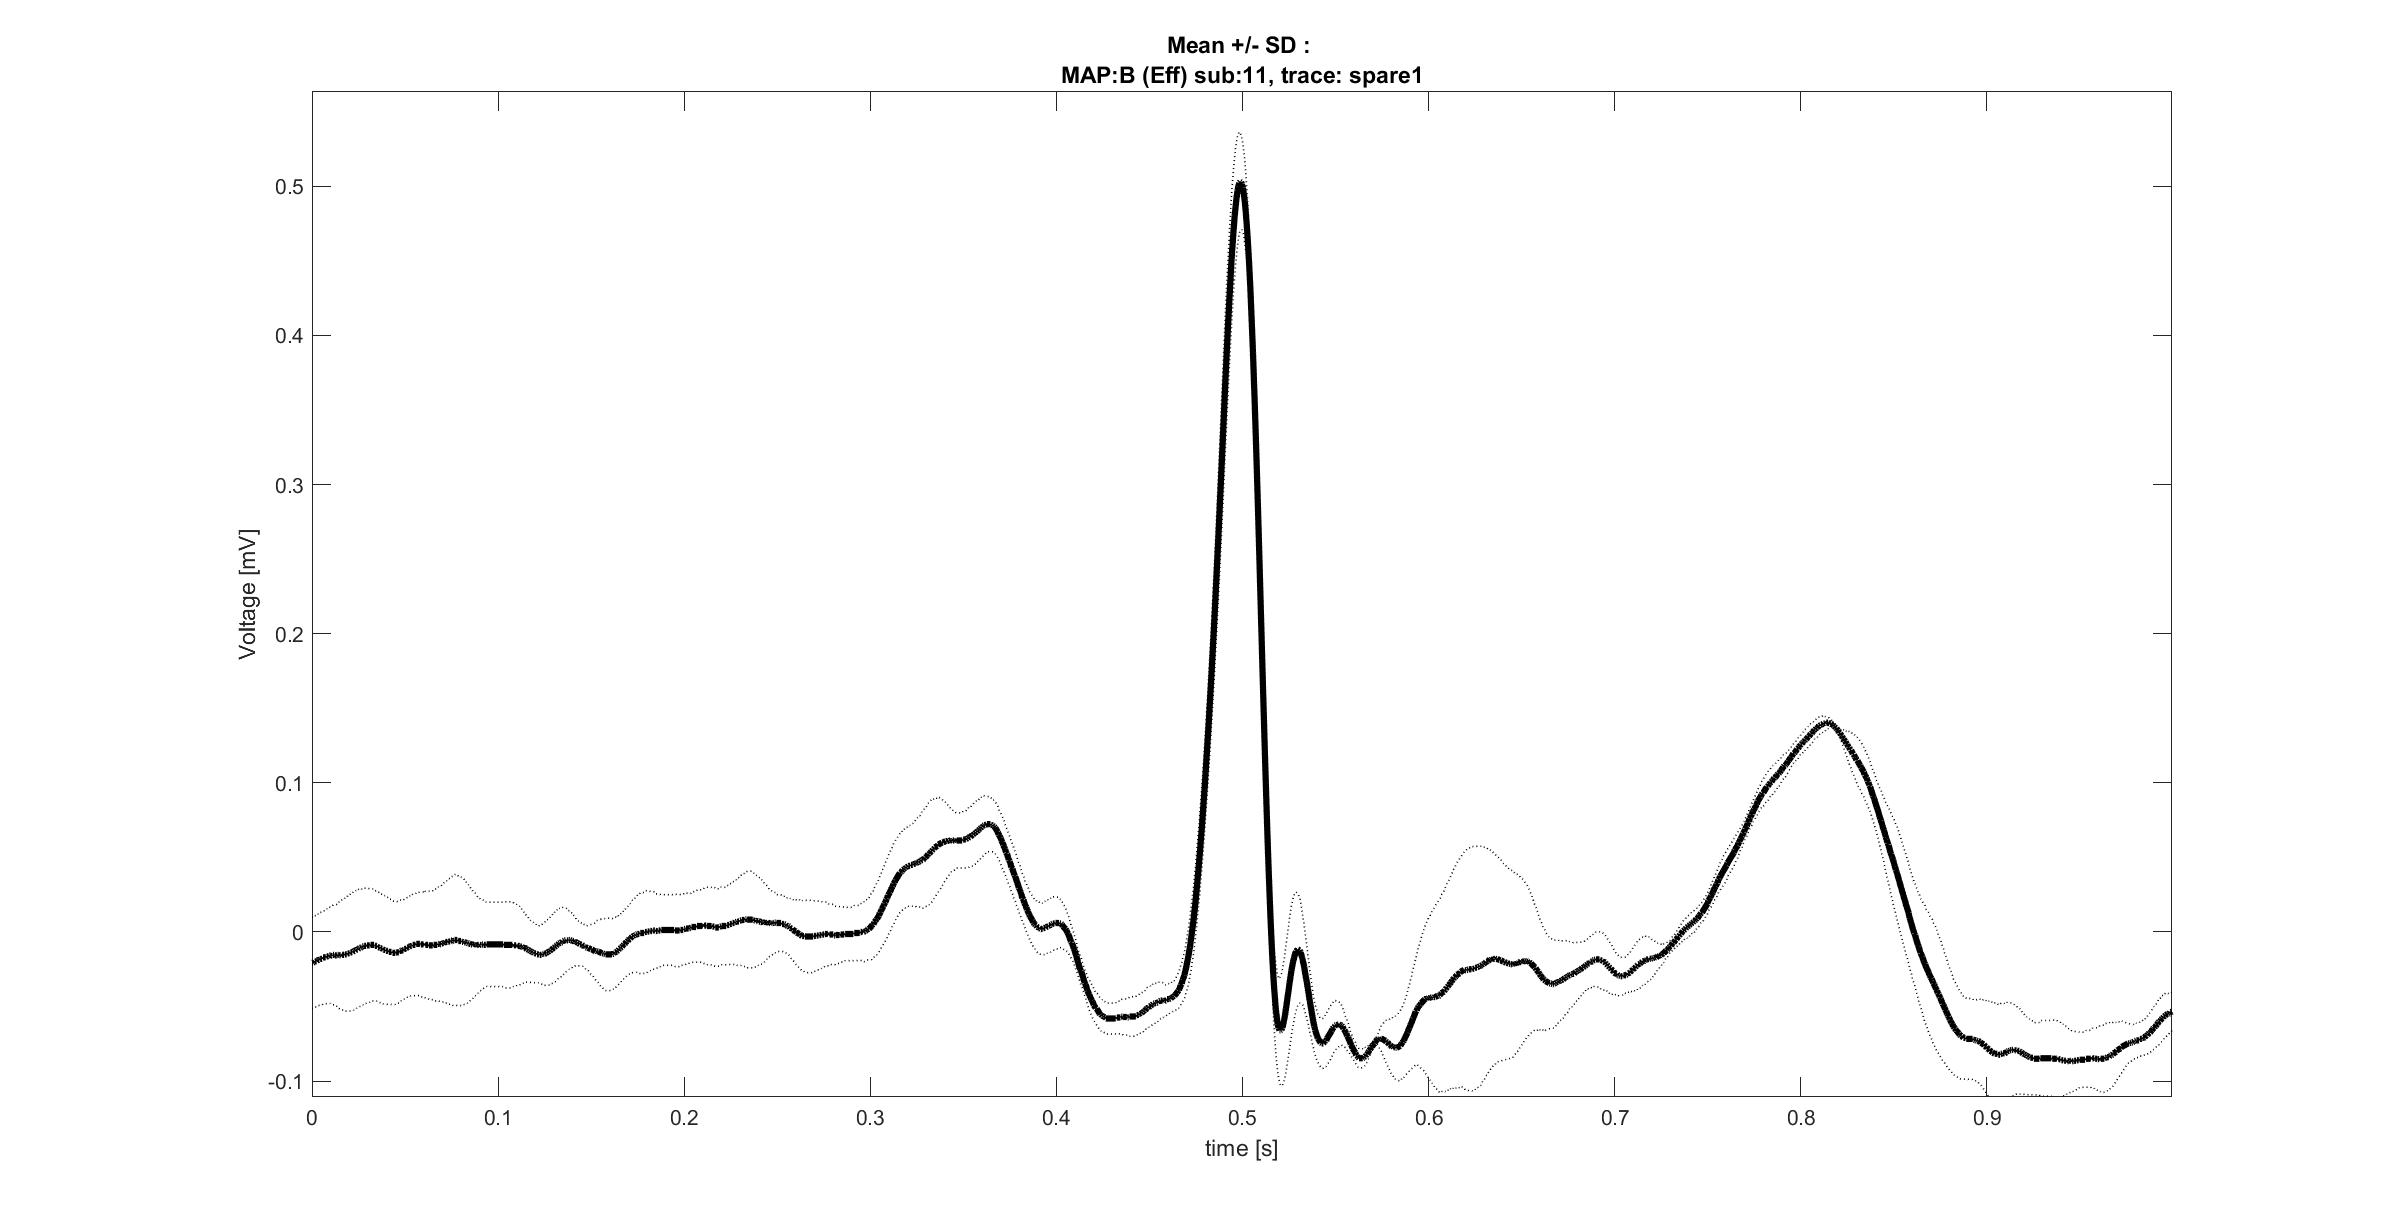 Mean +/- SD :
MAP:B (Eff) sub:11, trace: spare1
0.5
0.4
0.3
0.2
0.1
0
-0.1
Voltage [mV]
0 0.1 0.2 0.3 0.4 0.5 0.6 0.7 0.8 0.9
time [s]